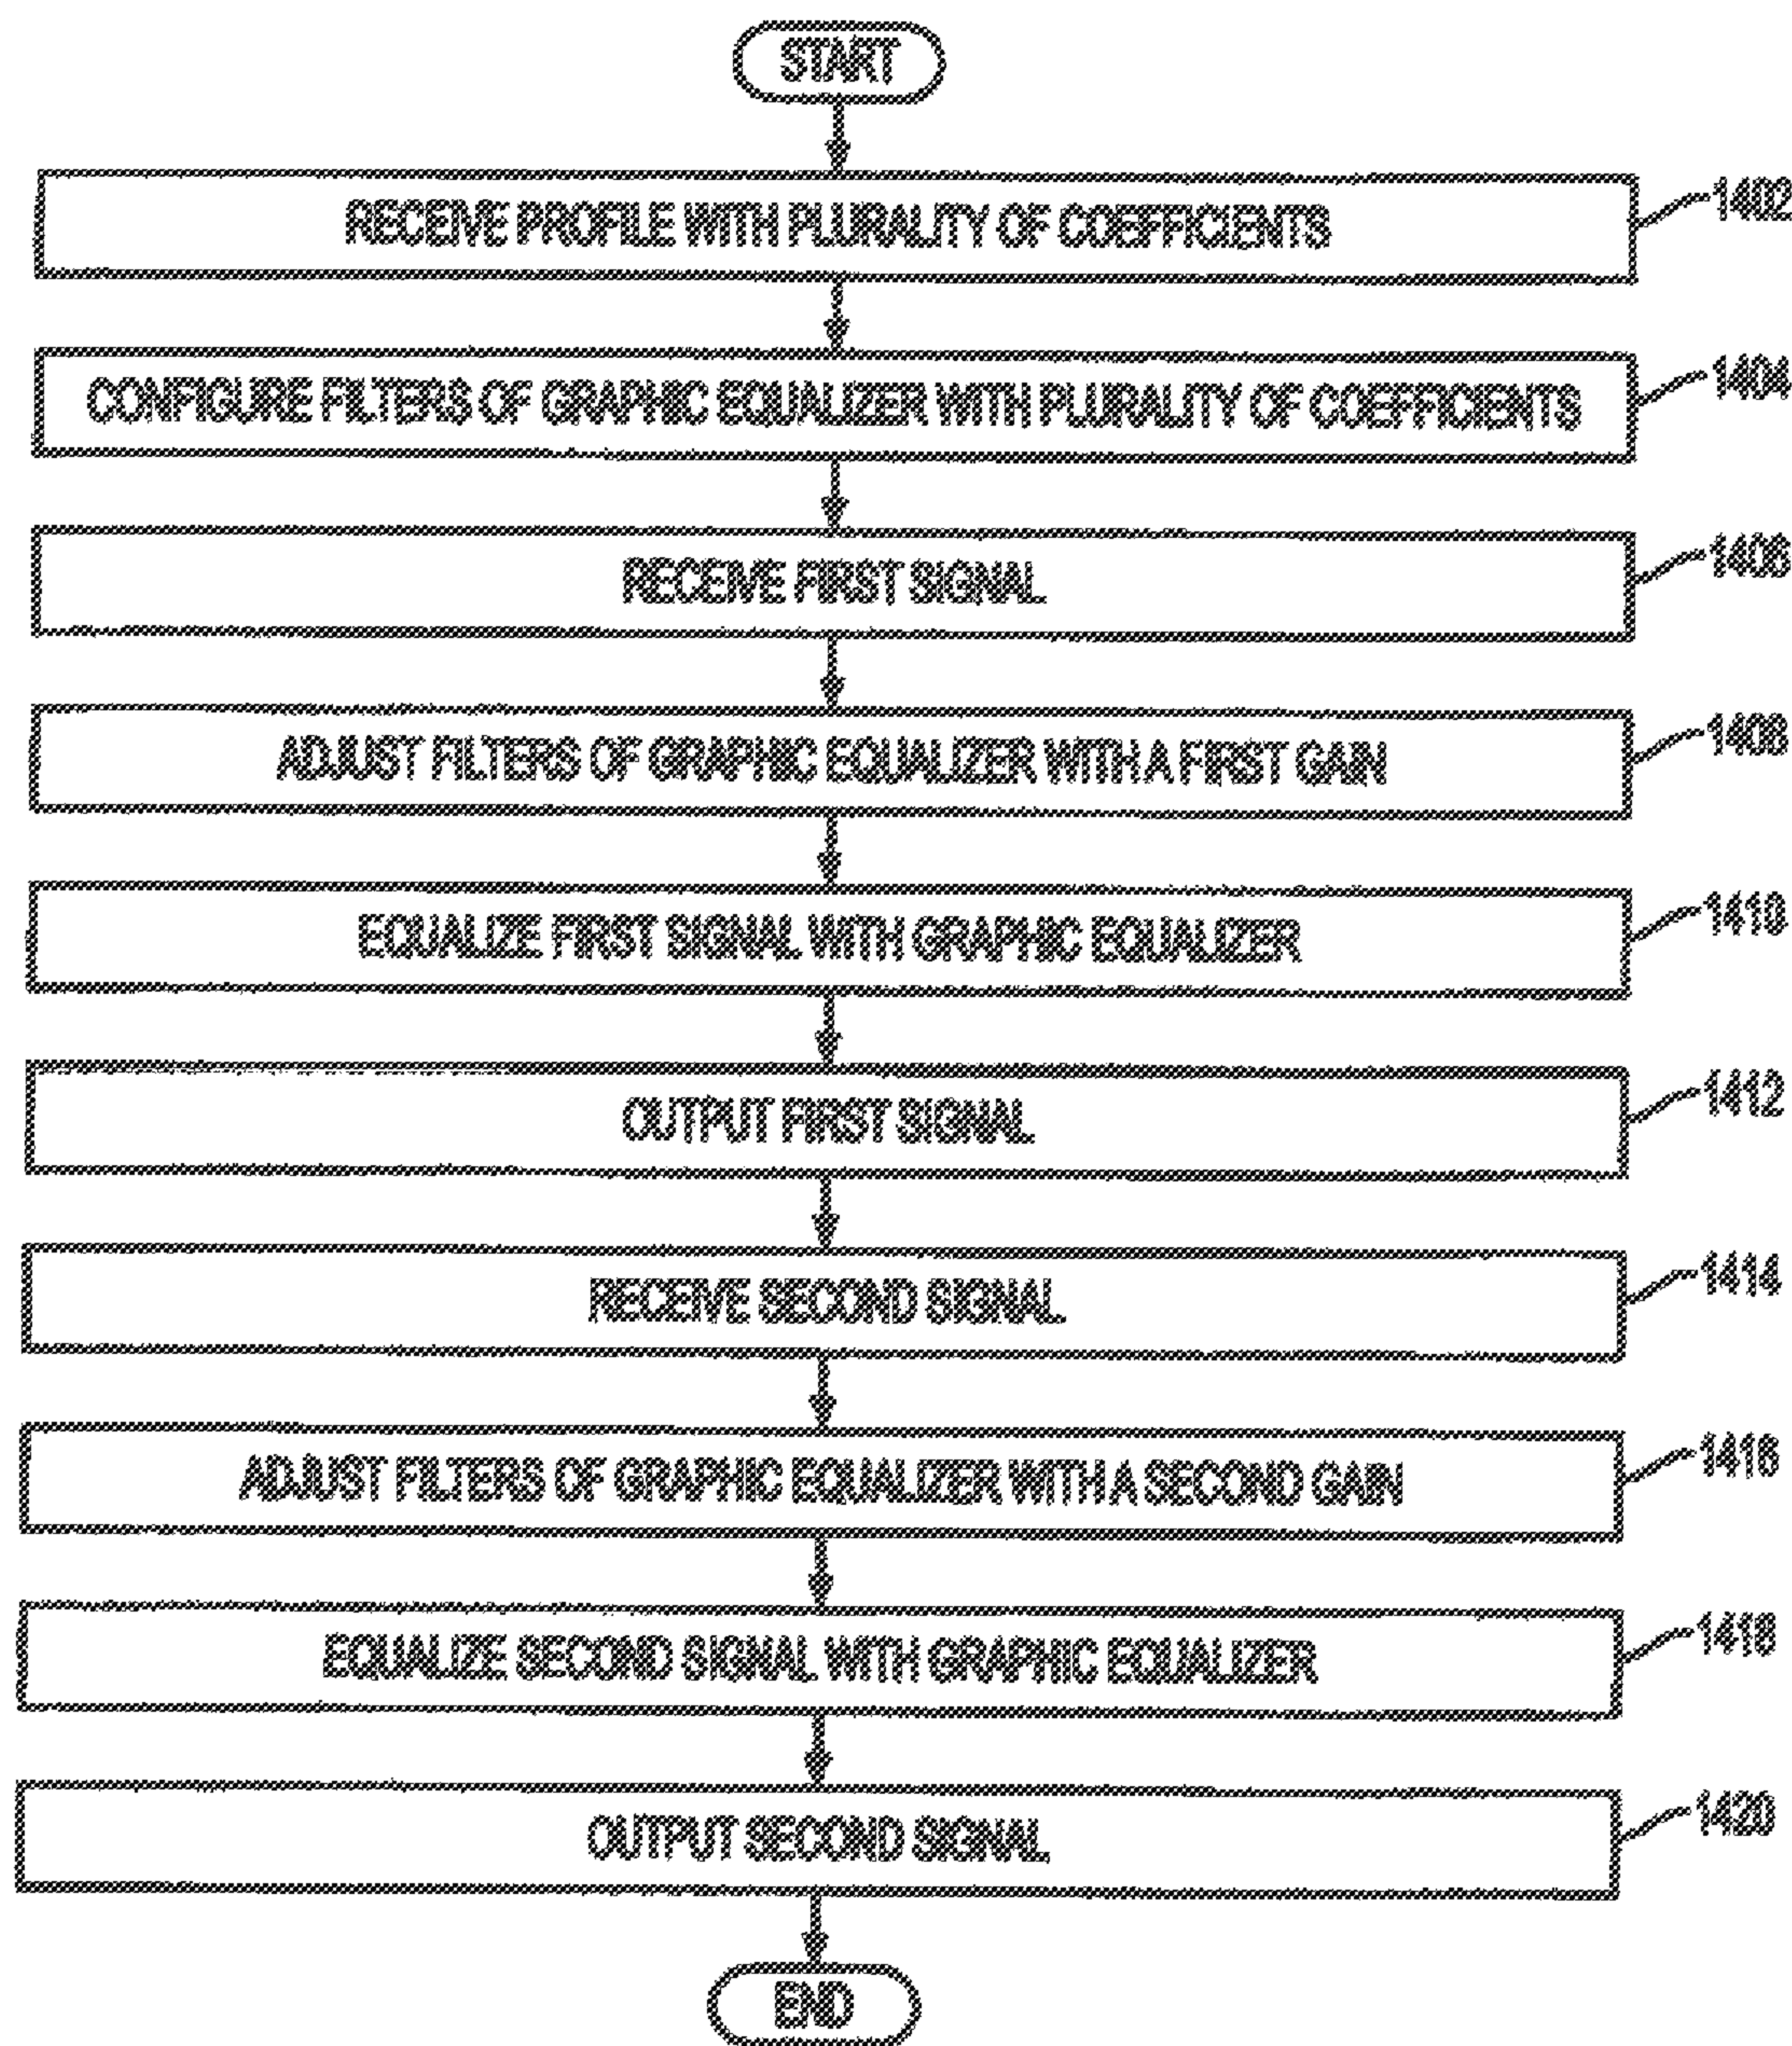 START
RECEIVE PROFILE WITH PLURALITY OF COEFFICIENTS
1402
CONFIGURE FILTERS OF GRAPHIC EQUALIZER WITH PLURALITY OF COEFFICIENTS
1404
RECEIVE FIRST SIGNAL
1406
ADJUST FILTERS OF GRAPHIC EQUALIZER WITH A FIRST GAIN
1408
EQUALIZE FIRST SIGNAL WITH GRAPHIC EQUALIZER
1410
OUTPUT FIRST SIGNAL
1412
RECEIVE SECOND SIGNAL
1414
ADJUST FILTERS OF GRAPHIC EQUALIZER WITH A SECOND GAIN
1416
EQUALIZE SECOND SIGNAL WITH GRAPHIC EQUALIZER
1418
OUTPUT SECOND SIGNAL
1420
END